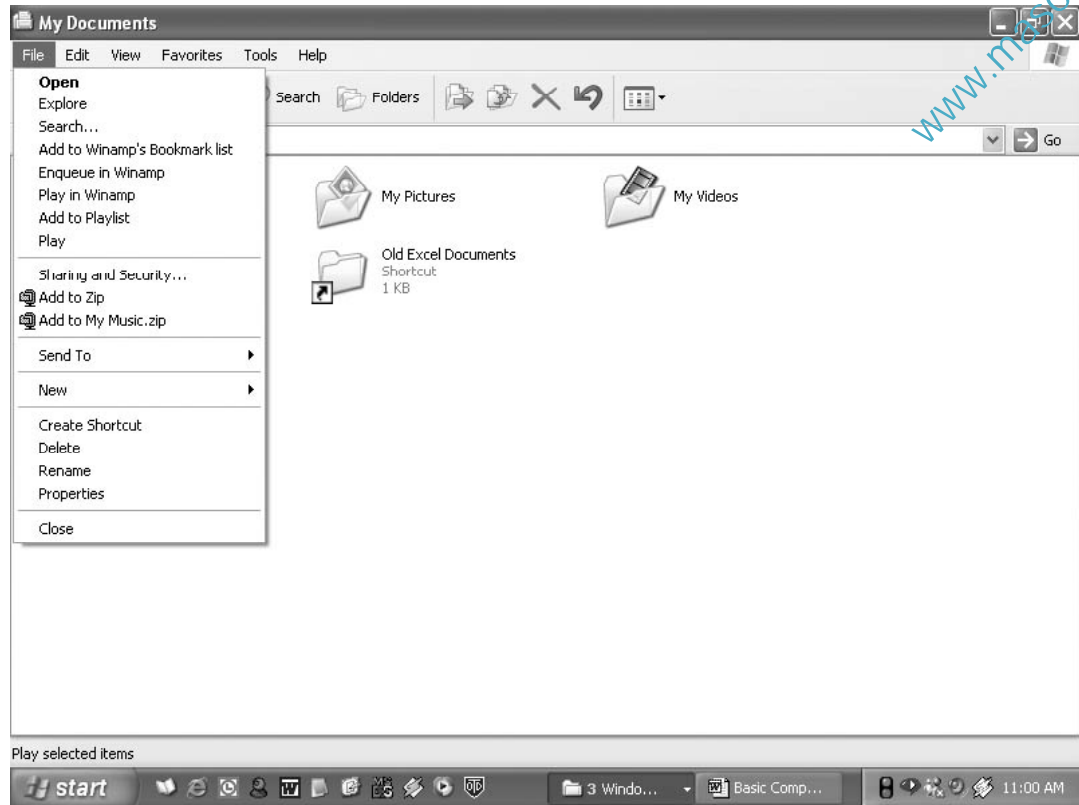 My Documents
File Edit View Favorites Tools Help
Search Folders
Go
Open
Explore
Search...
Add to Winamp's Bookmark list
Enqueue in Winamp
Play in Winamp
Add to Playlist
Play
Sharing and Security...
Add to Zip
Add to My Music.zip
Send To
New
Create Shortcut
Delete
Rename
Properties
Close
My Pictures
My Videos
Old Excel Documents
Shortcut
1 KB
Play selected items
start
3 Windo...
Basic Comp...
11:00 AM